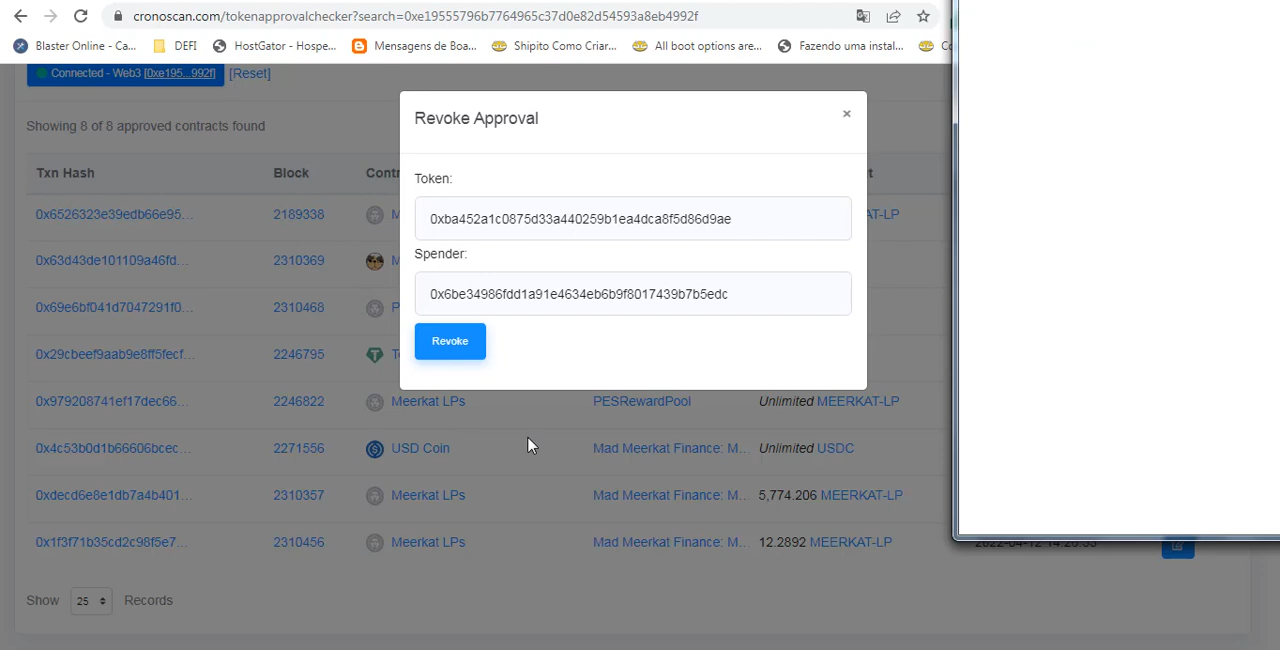 cronoscan.com/tokenapprovalchecker?search=0xe19555796b7764965c37d0e82d54593a8eb4992f
Blaster Online - Ca... DEFI HostGator - Hospe... Mensagens de Boa... Shipito Como Criar... All boot options are... Fazendo uma instal...
Connected - Web3 [0xe195...992f] [Reset]
Revoke Approval ×
Showing 8 of 8 approved contracts found
Txn Hash Block
Token:
0x6526323e39edb66e95... 2189338 0xba452a1c0875d33a440259b1ea4dca8f5d86d9ae
Spender:
0x63d43de101109a46fd... 2310369
0x69e6bf041d7047291f0... 2310468 0x6be34986fdd1a91e4634eb6b9f8017439b7b5edc
Revoke
0x29cbeef9aab9e8ff5fecf... 2246795
0x979208741ef17dec66... 2246822 Meerkat LPs PESRewardPool Unlimited MEERKAT-LP
0x4c53b0d1b66606bcec... 2271556 USD Coin Mad Meerkat Finance: M... Unlimited USDC
0xdecd6e8e1db7a4b401... 2310357 Meerkat LPs Mad Meerkat Finance: M... 5,774.206 MEERKAT-LP
0x1f3f71b35cd2c98f5e7... 2310456 Meerkat LPs Mad Meerkat Finance: M... 12.2892 MEERKAT-LP
Show 25 Records